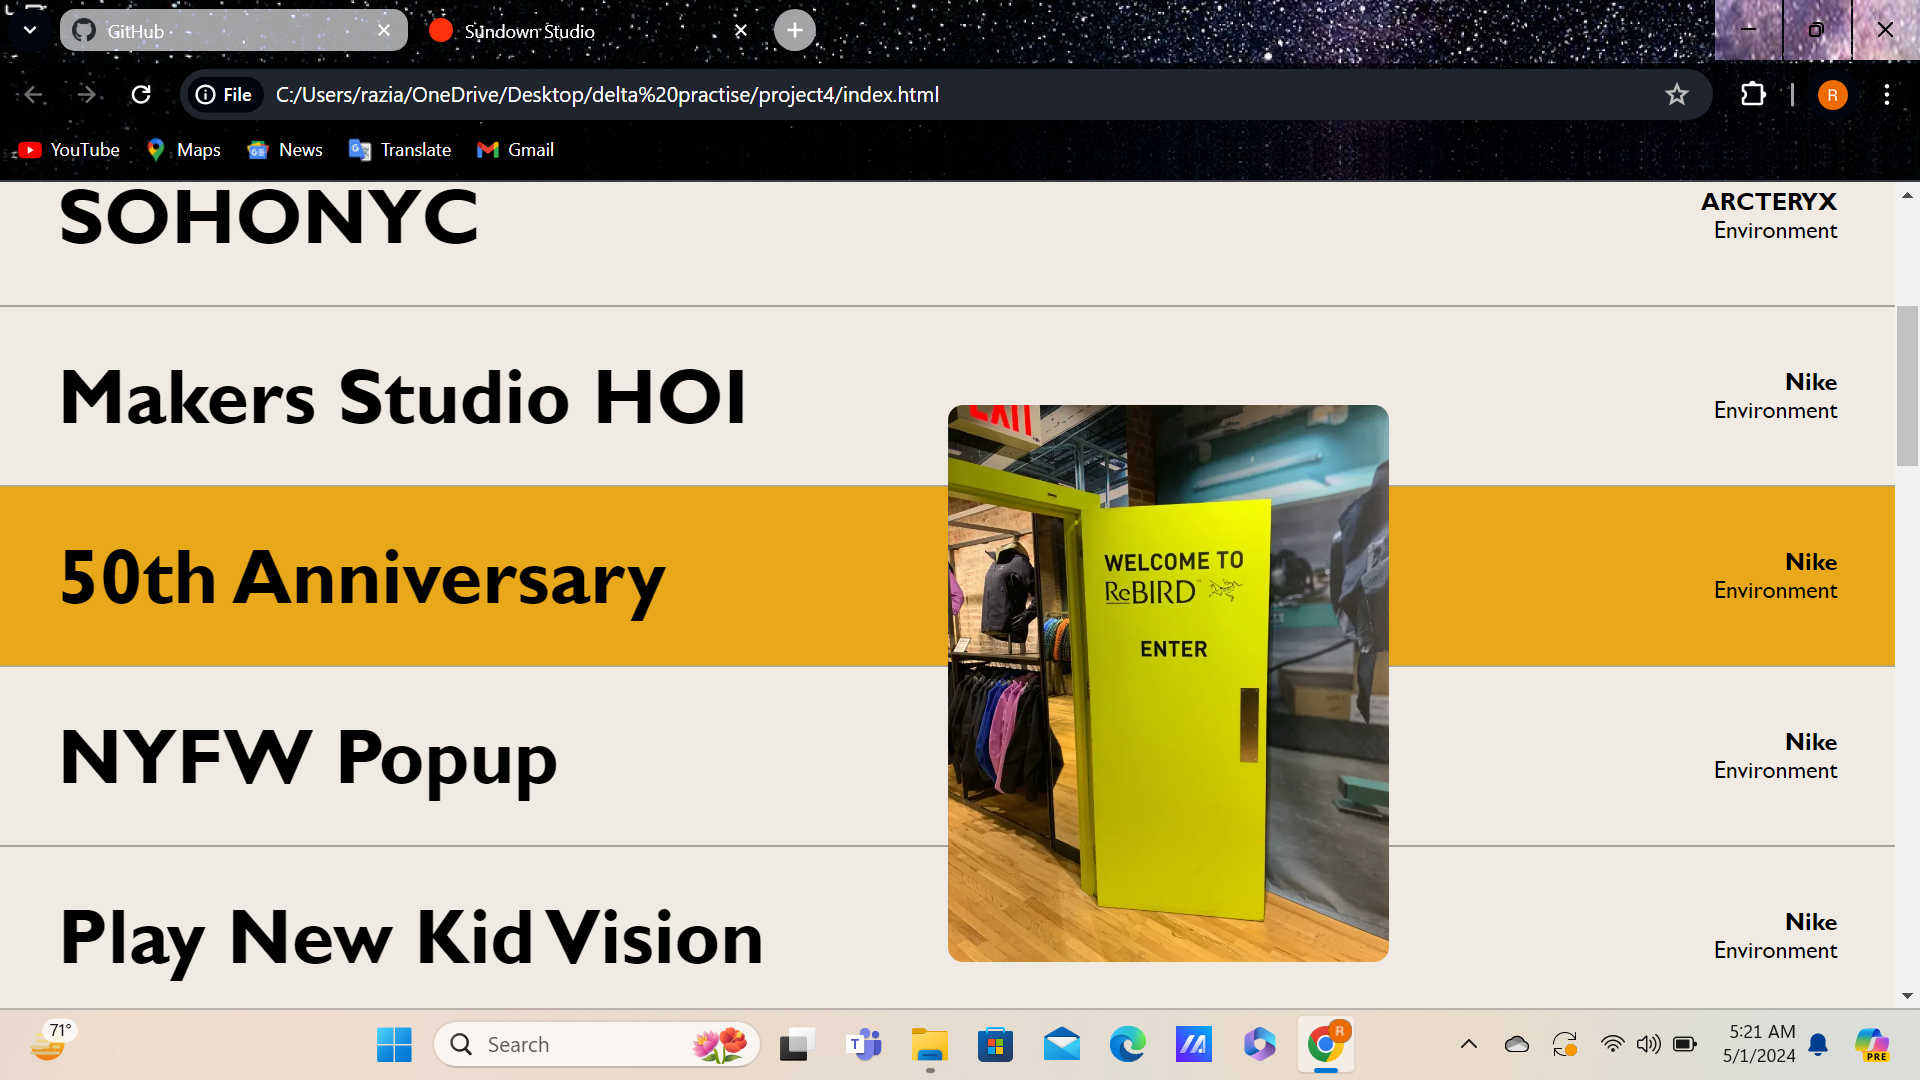 GitHub
Sundown Studio
File
C:/Users/razia/OneDrive/Desktop/delta%20practise/project4/index.html
R
YouTube
Maps
News
Translate
Gmail
SOHONYC
ARCTERYX
Environment
Makers Studio HOI
Nike
Environment
EXIT
50th Anniversary
WELCOME TO
ReBIRD
ENTER
Nike
Environment
NYFW Popup
Nike
Environment
Play New Kid Vision
Nike
Environment
71°
Search
T
R
5:21 AM
5/1/2024
PRE